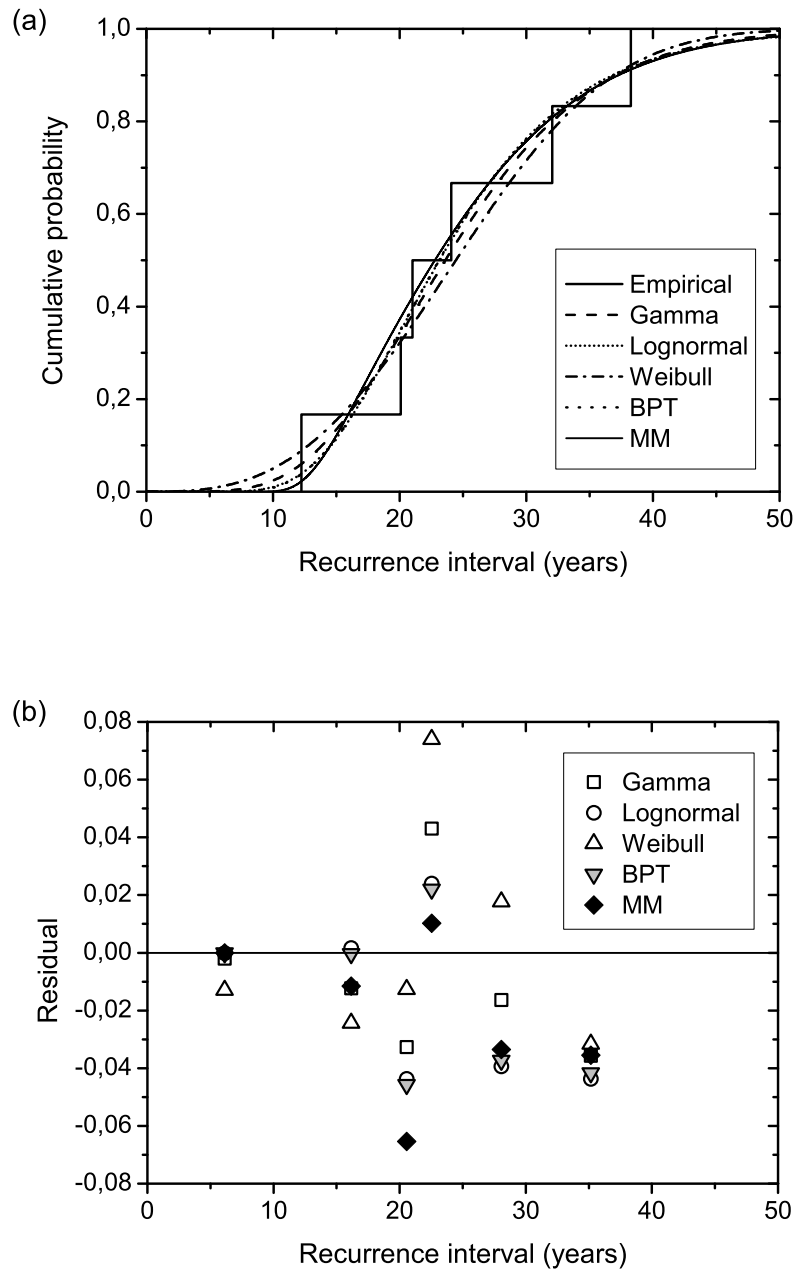 (a)
1,0
0,8
0,6
0,4
0,2
0,0
Cumulative probability
Empirical
Gamma
Lognormal
Weibull
BPT
MM
0 10 20 30 40 50
Recurrence interval (years)
(b)
0,08
0,06
0,04
0,02
0,00
-0,02
-0,04
-0,06
-0,08
Residual
Gamma
Lognormal
Weibull
BPT
MM
0 10 20 30 40 50
Recurrence interval (years)